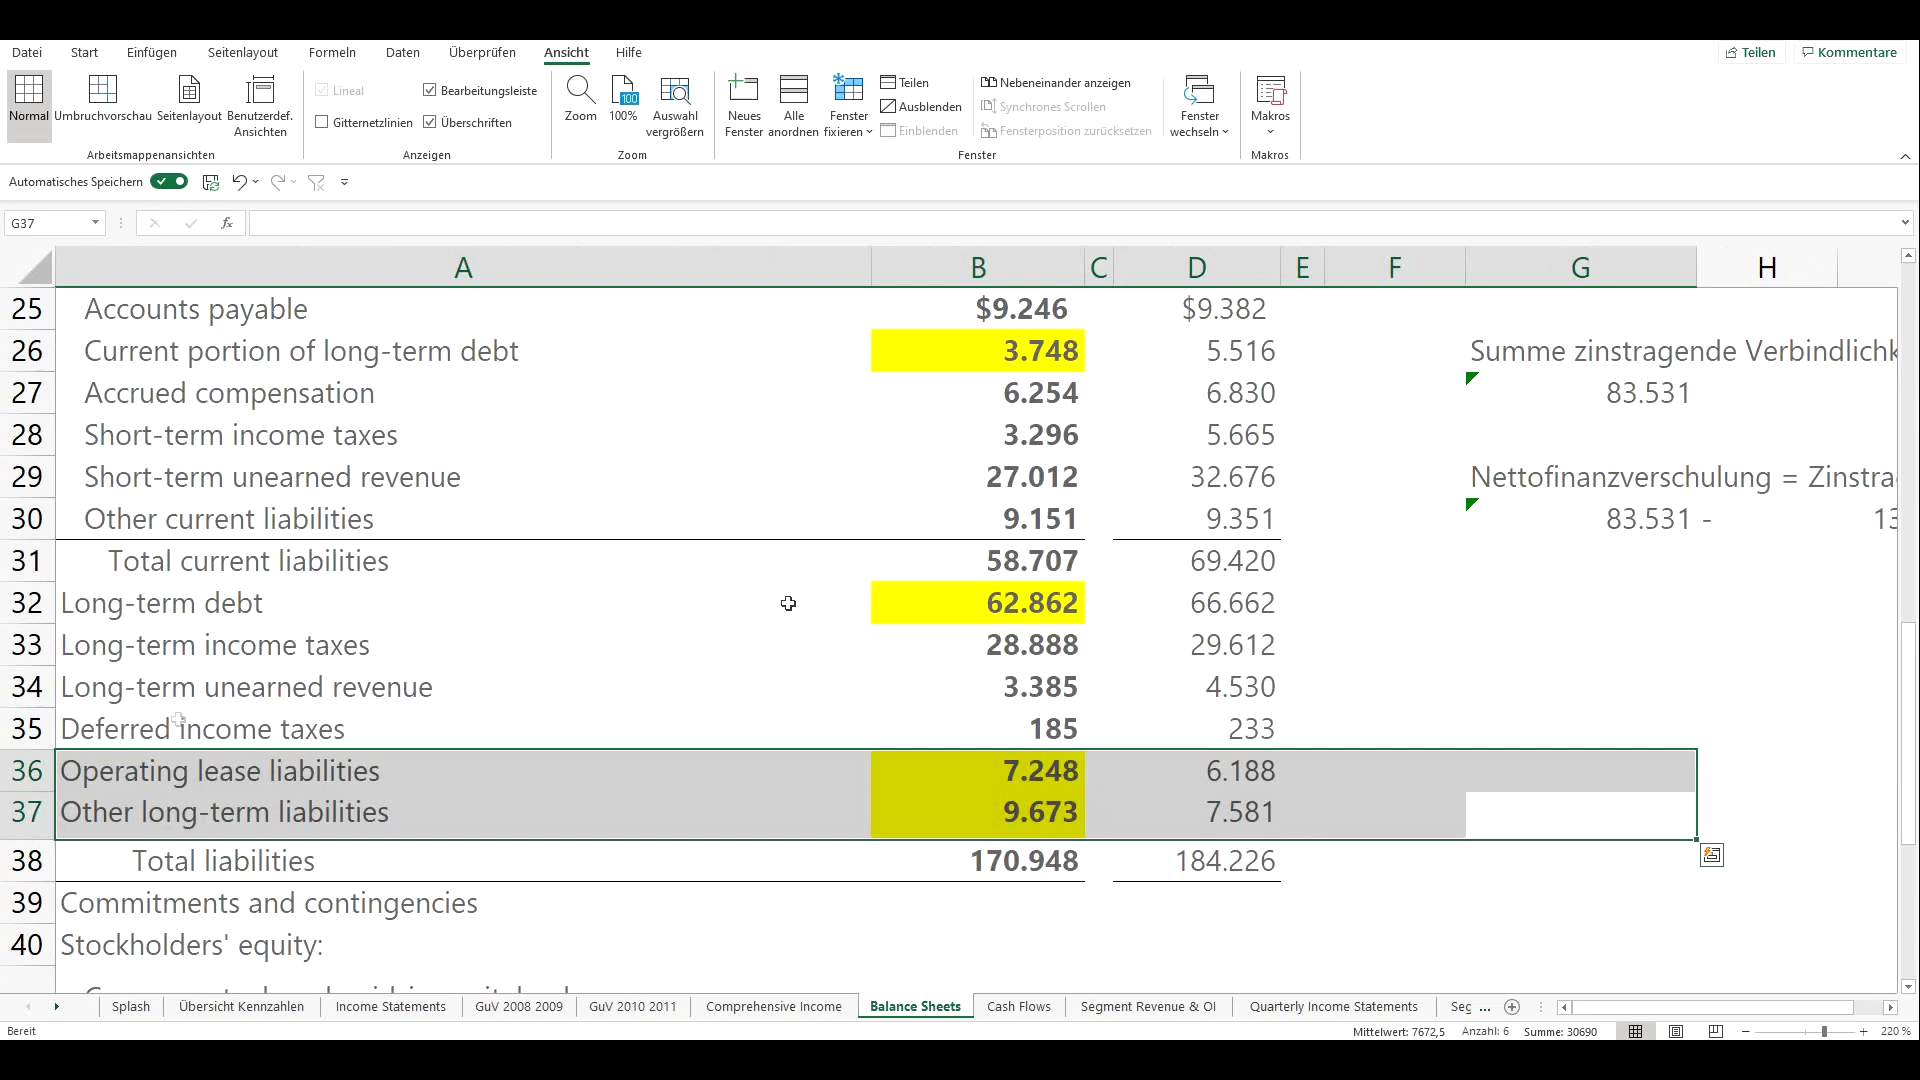 Datei Start Einfügen Seitenlayout Formeln Daten Überprüfen Ansicht Hilfe Teilen Kommentare
Normal Umbruchvorschau Seitenlayout Benutzerdef. Ansichten
Arbeitsmappenansichten
Lineal Bearbeitungsleiste
Gitternetzlinien Überschriften
Anzeigen
Zoom 100% Auswahl vergrößern
100
Zoom
Neues Fenster Alle anordnen Fenster fixieren
Teilen
Ausblenden
Einblenden
Nebeneinander anzeigen
Synchrones Scrollen
Fensterposition zurücksetzen
Fenster wechseln
Fenster
Makros
Makros
Automatisches Speichern
G37 fx
A B C D E F G H
25 Accounts payable $9.246 $9.382
26 Current portion of long-term debt 3.748 5.516 Summe zinstragende Verbindlichk
27 Accrued compensation 6.254 6.830 83.531
28 Short-term income taxes 3.296 5.665
29 Short-term unearned revenue 27.012 32.676 Nettofinanzverschulung = Zinstra
30 Other current liabilities 9.151 9.351 83.531 - 13
31 Total current liabilities 58.707 69.420
32 Long-term debt 62.862 66.662
33 Long-term income taxes 28.888 29.612
34 Long-term unearned revenue 3.385 4.530
35 Deferred income taxes 185 233
36 Operating lease liabilities 7.248 6.188
37 Other long-term liabilities 9.673 7.581
38 Total liabilities 170.948 184.226
39 Commitments and contingencies
40 Stockholders' equity:
Splash Übersicht Kennzahlen Income Statements GuV 2008 2009 GuV 2010 2011 Comprehensive Income Balance Sheets Cash Flows Segment Revenue & OI Quarterly Income Statements Seg ...
Bereit Mittelwert: 7672,5 Anzahl: 6 Summe: 30690 220 %